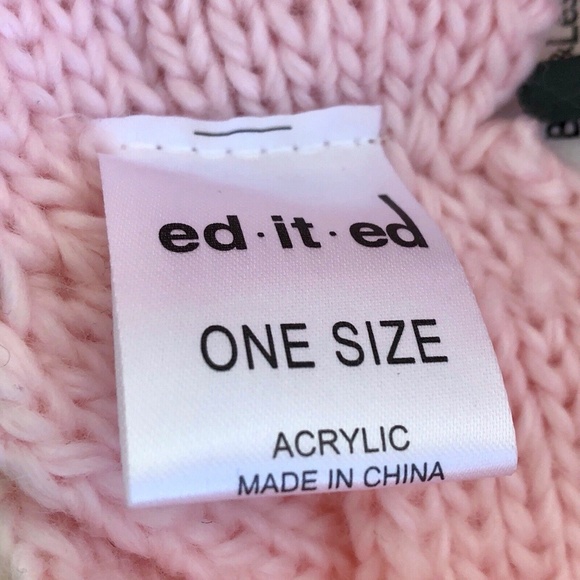 ed·it·ed
ONE SIZE
ACRYLIC
MADE IN CHINA